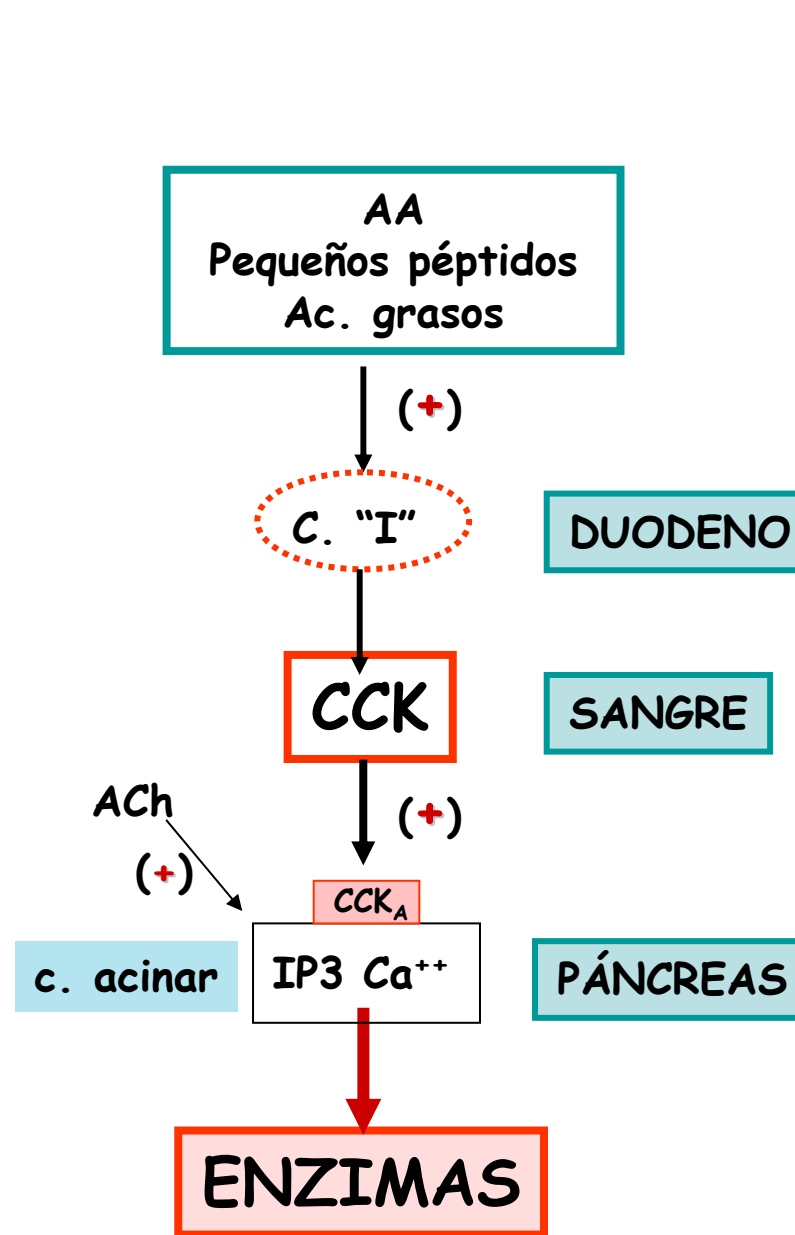 AA
Pequeños péptidos
Ac. grasos
(+)
C. “I”
DUODENO
CCK
SANGRE
ACh
(+)
(+)
CCKA
c. acinar
IP3 Ca⁺⁺
PÁNCREAS
ENZIMAS